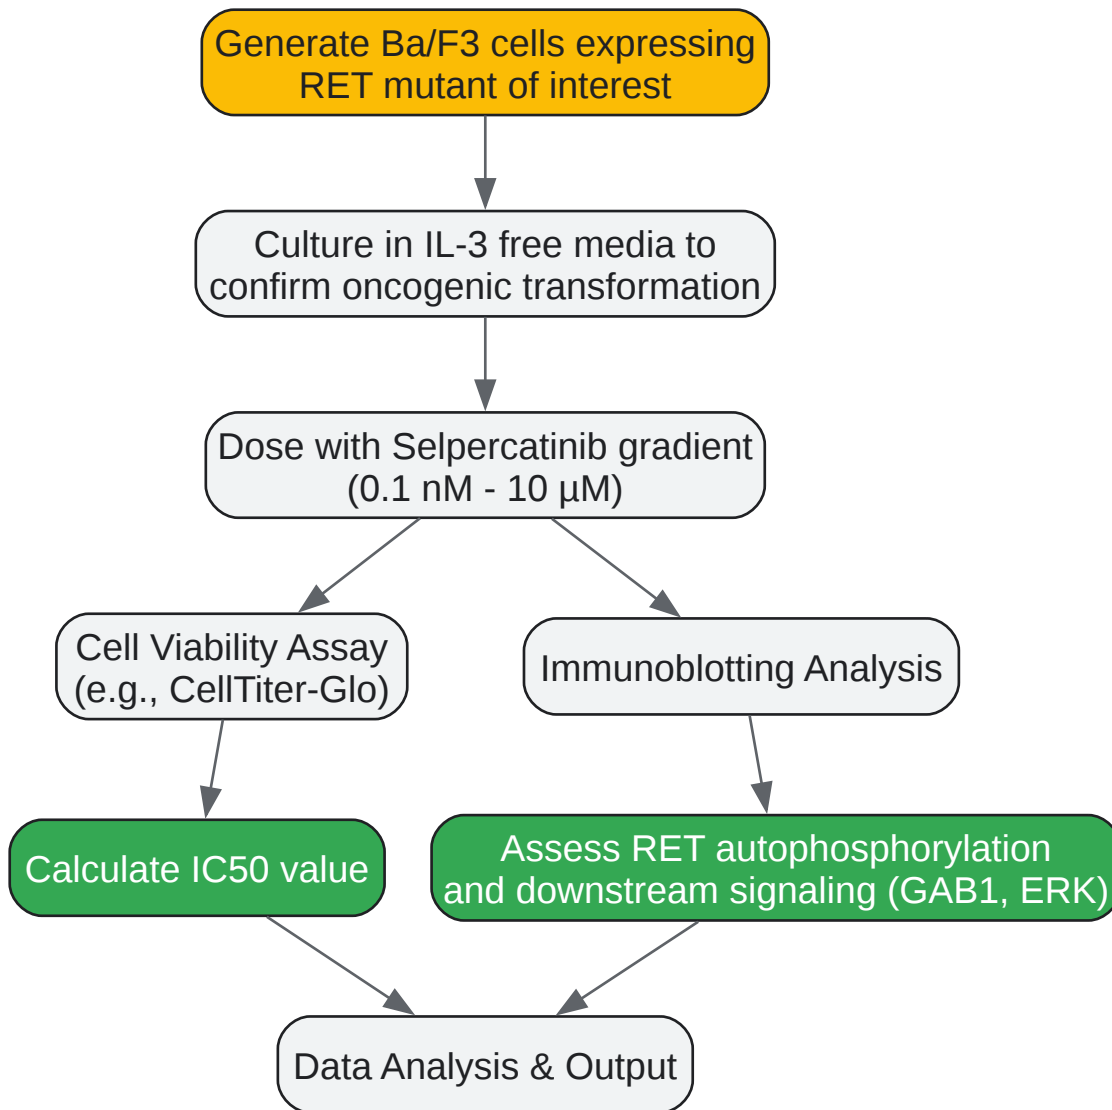 Generate Ba/F3 cells expressing
RET mutant of interest
Culture in IL-3 free media to
confirm oncogenic transformation
Dose with Selpercatinib gradient
(0.1 nM - 10 µM)
Cell Viability Assay
(e.g., CellTiter-Glo)
Immunoblotting Analysis
Calculate IC50 value
Assess RET autophosphorylation
and downstream signaling (GAB1, ERK)
Data Analysis & Output